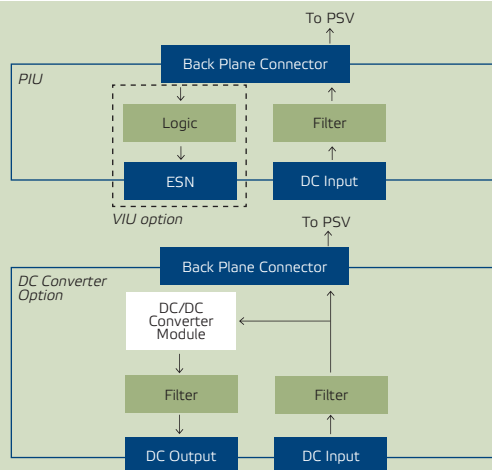 To PSV
Back Plane Connector
PIU
Logic
Filter
ESN
DC Input
VIU option
To PSV
Back Plane Connector
DC Converter
Option
DC/DC
Converter
Module
Filter
Filter
DC Output
DC Input